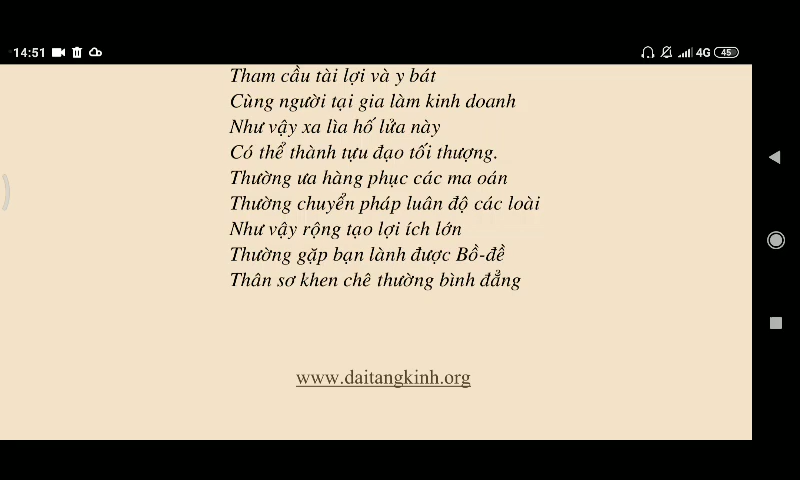 14:51 4G 45
Tham cầu tài lợi và y bát
Cùng người tại gia làm kinh doanh
Như vậy xa lìa hố lửa này
Có thể thành tựu đạo tối thượng.
Thường ưa hàng phục các ma oán
Thường chuyển pháp luân độ các loài
Như vậy rộng tạo lợi ích lớn
Thường gặp bạn lành được Bồ-đề
Thân sơ khen chê thường bình đẳng
www.daitangkinh.org